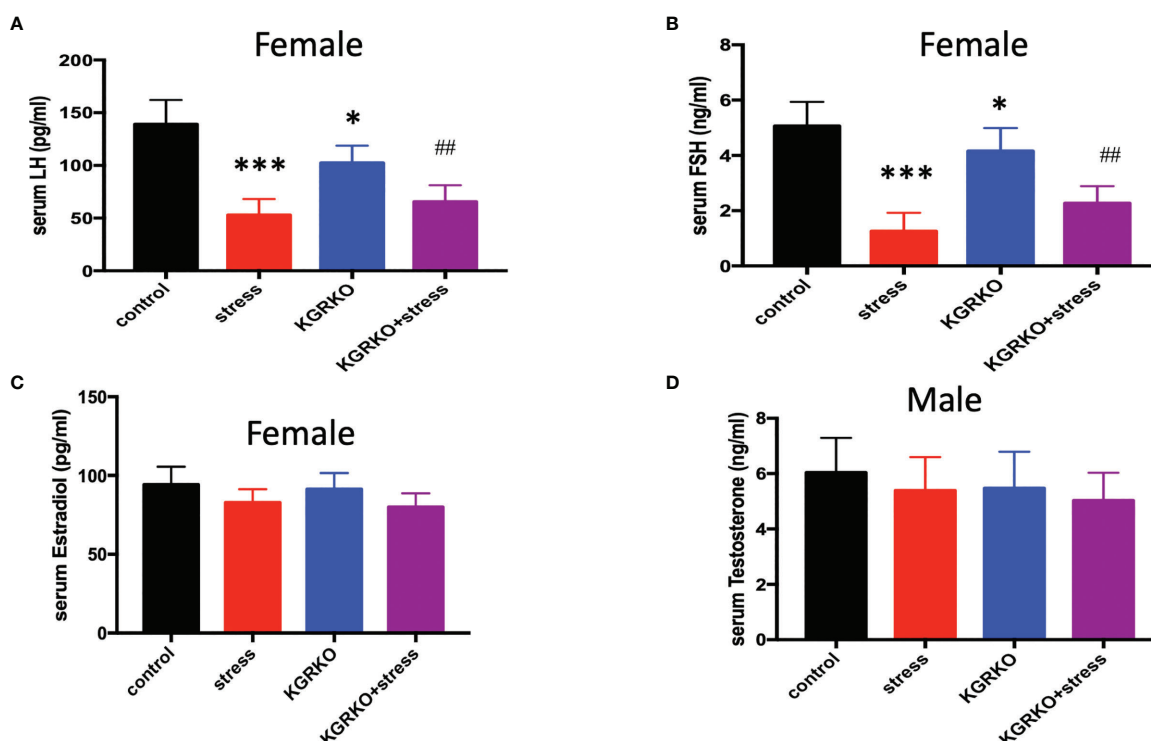 A
Female
serum LH (pg/ml)
200
150
100
50
0
***
*
##
control
stress
KGRKO
KGRKO+stress
B
Female
serum FSH (ng/ml)
8
6
4
2
0
***
*
##
control
stress
KGRKO
KGRKO+stress
C
Female
serum Estradiol (pg/ml)
150
100
50
0
control
stress
KGRKO
KGRKO+stress
D
Male
serum Testosterone (ng/ml)
8
6
4
2
0
control
stress
KGRKO
KGRKO+stress